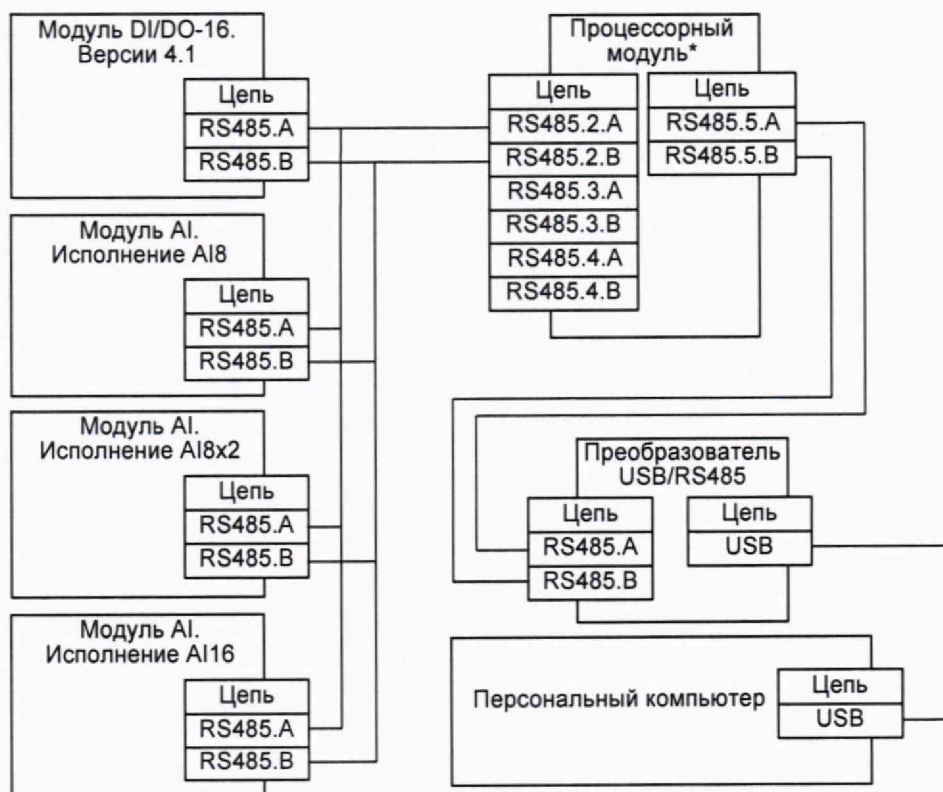 Модуль DI/DO-16.
Версии 4.1
Цепь
RS485.A
RS485.B
Модуль AI.
Исполнение AI8
Цепь
RS485.A
RS485.B
Модуль AI.
Исполнение AI8x2
Цепь
RS485.A
RS485.B
Модуль AI.
Исполнение AI16
Цепь
RS485.A
RS485.B
Процессорный
модуль*
Цепь
RS485.2.A
RS485.2.B
RS485.3.A
RS485.3.B
RS485.4.A
RS485.4.B
Цепь
RS485.5.A
RS485.5.B
Преобразователь
USB/RS485
Цепь
RS485.A
RS485.B
Цепь
USB
Персональный компьютер
Цепь
USB